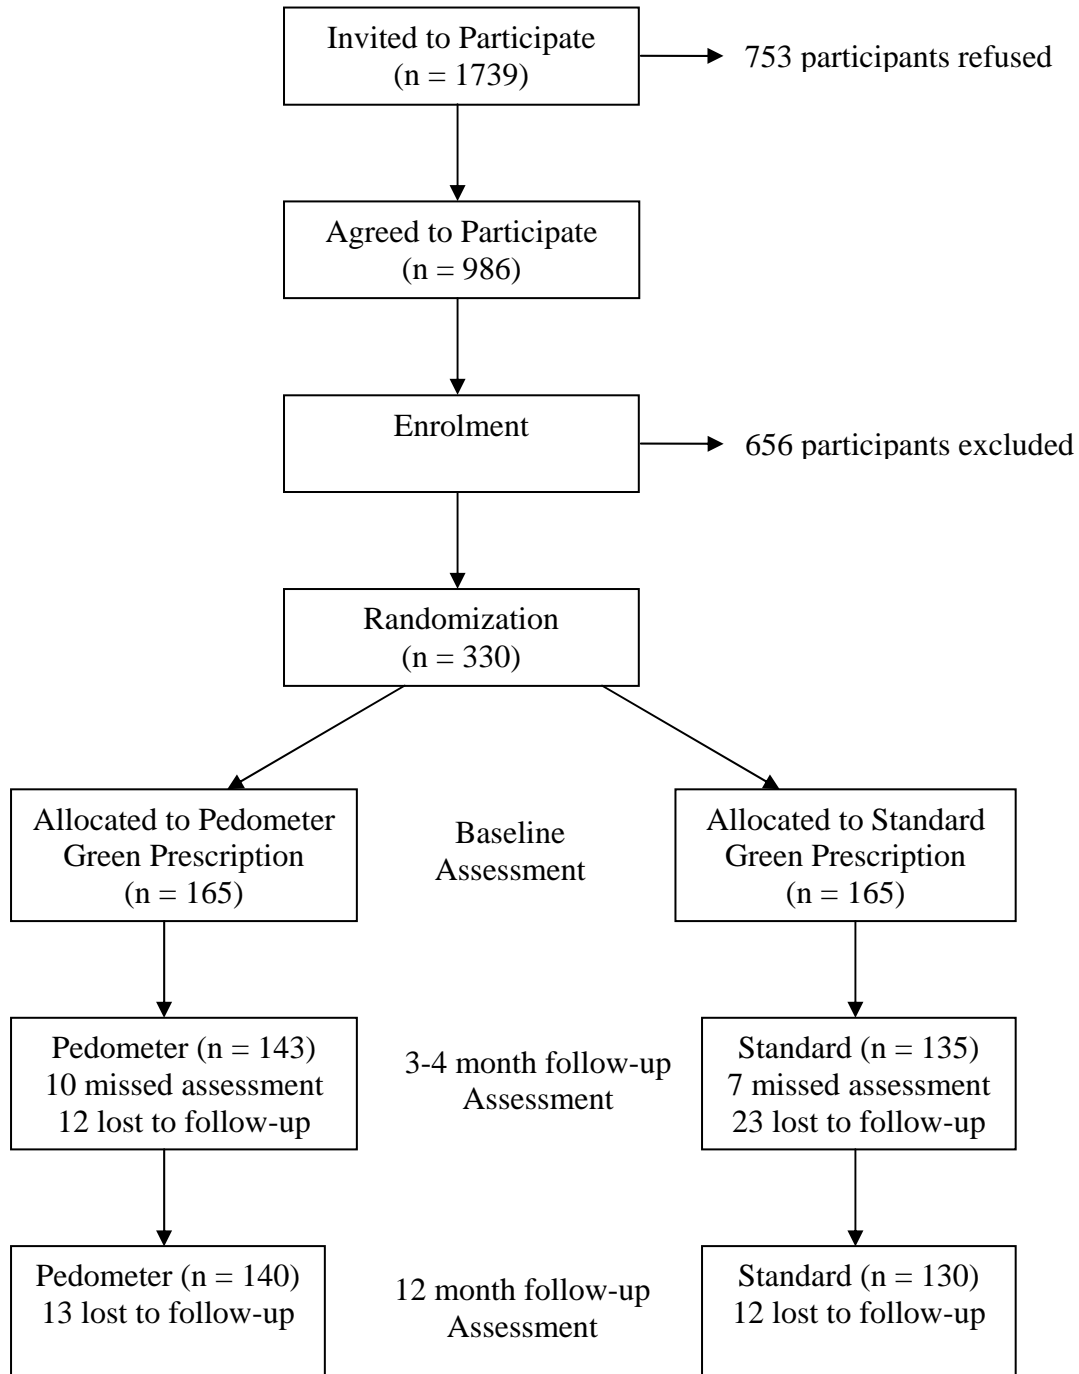 Invited to Participate
(n = 1739)
753 participants refused
Agreed to Participate
(n = 986)
Enrolment
656 participants excluded
Randomization
(n = 330)
Allocated to Pedometer
Green Prescription
(n = 165)
Baseline
Assessment
Allocated to Standard
Green Prescription
(n = 165)
Pedometer (n = 143)
10 missed assessment
12 lost to follow-up
3-4 month follow-up
Assessment
Standard (n = 135)
7 missed assessment
23 lost to follow-up
Pedometer (n = 140)
13 lost to follow-up
12 month follow-up
Assessment
Standard (n = 130)
12 lost to follow-up